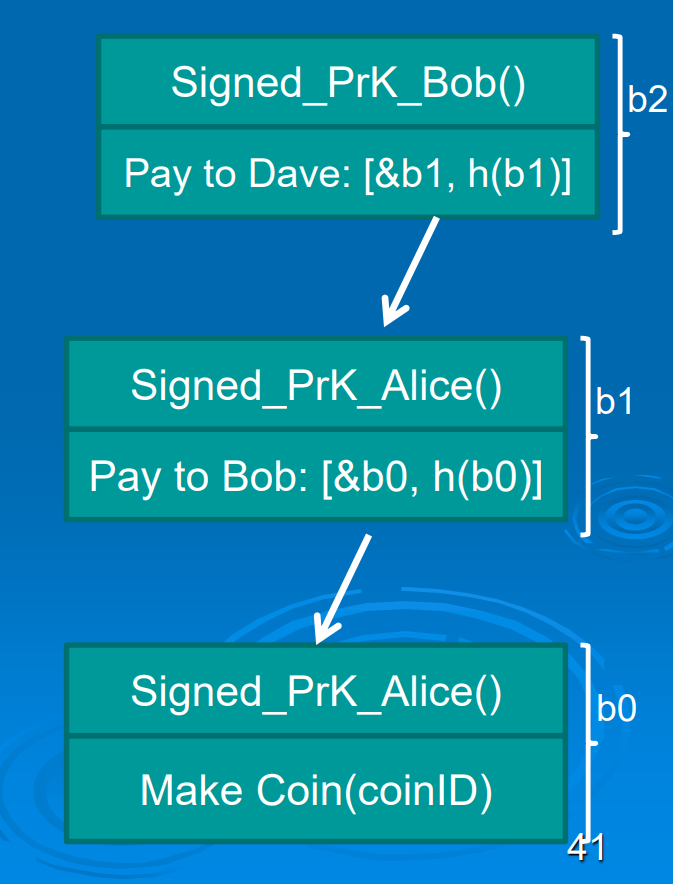 Signed_PrK_Bob()
b2
Pay to Dave: [&b1, h(b1)]
Signed_PrK_Alice()
b1
Pay to Bob: [&b0, h(b0)]
Signed_PrK_Alice()
b0
Make Coin(coinID)
41